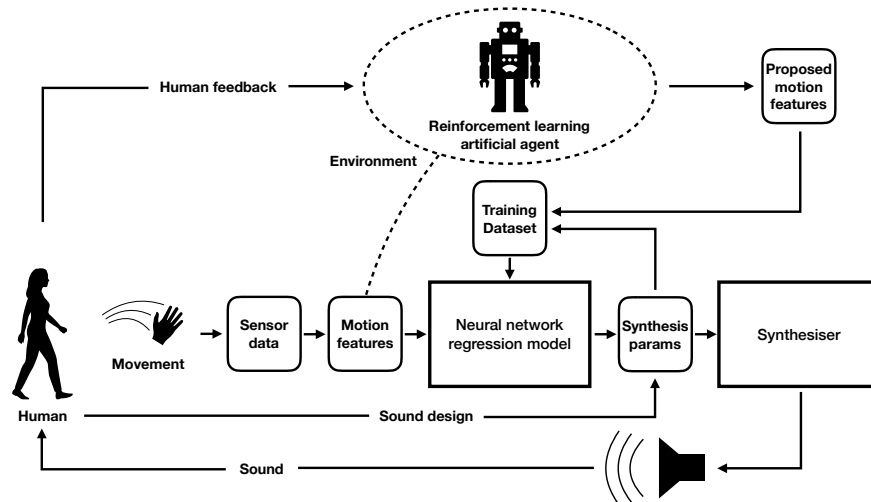 Human feedback
Reinforcement learning
artificial agent
Proposed
motion
features
Environment
Training
Dataset
Movement
Sensor
data
Motion
features
Neural network
regression model
Synthesis
params
Synthesiser
Human
Sound design
Sound